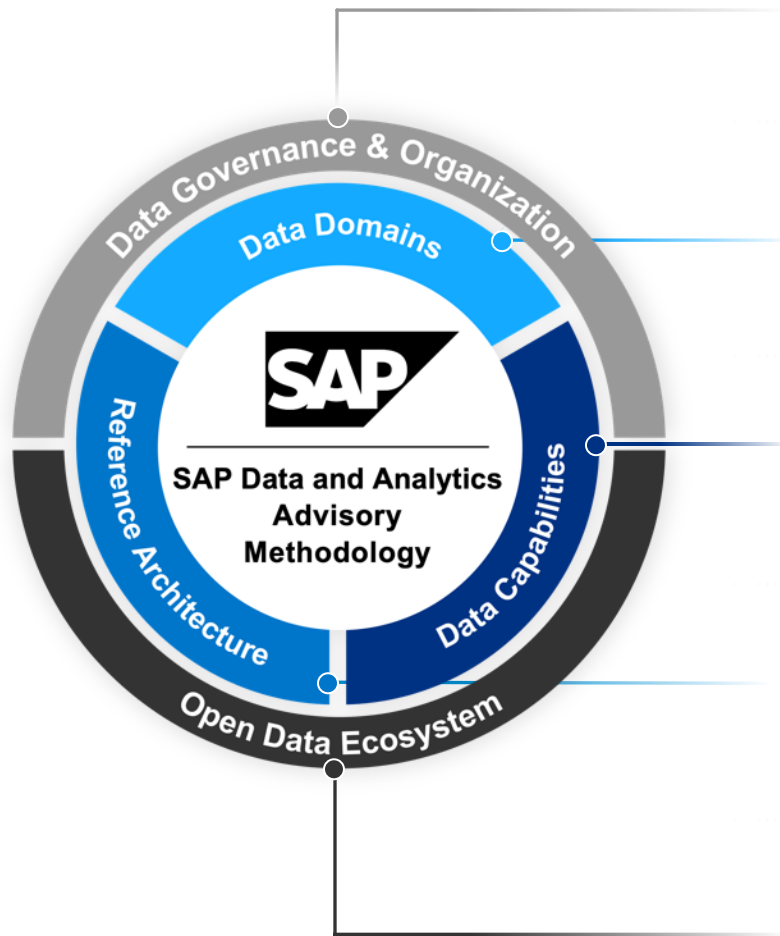 Data Governance & Organization
Data Domains
SAP
SAP Data and Analytics
Advisory
Methodology
Reference Architecture
Data Capabilities
Open Data Ecosystem